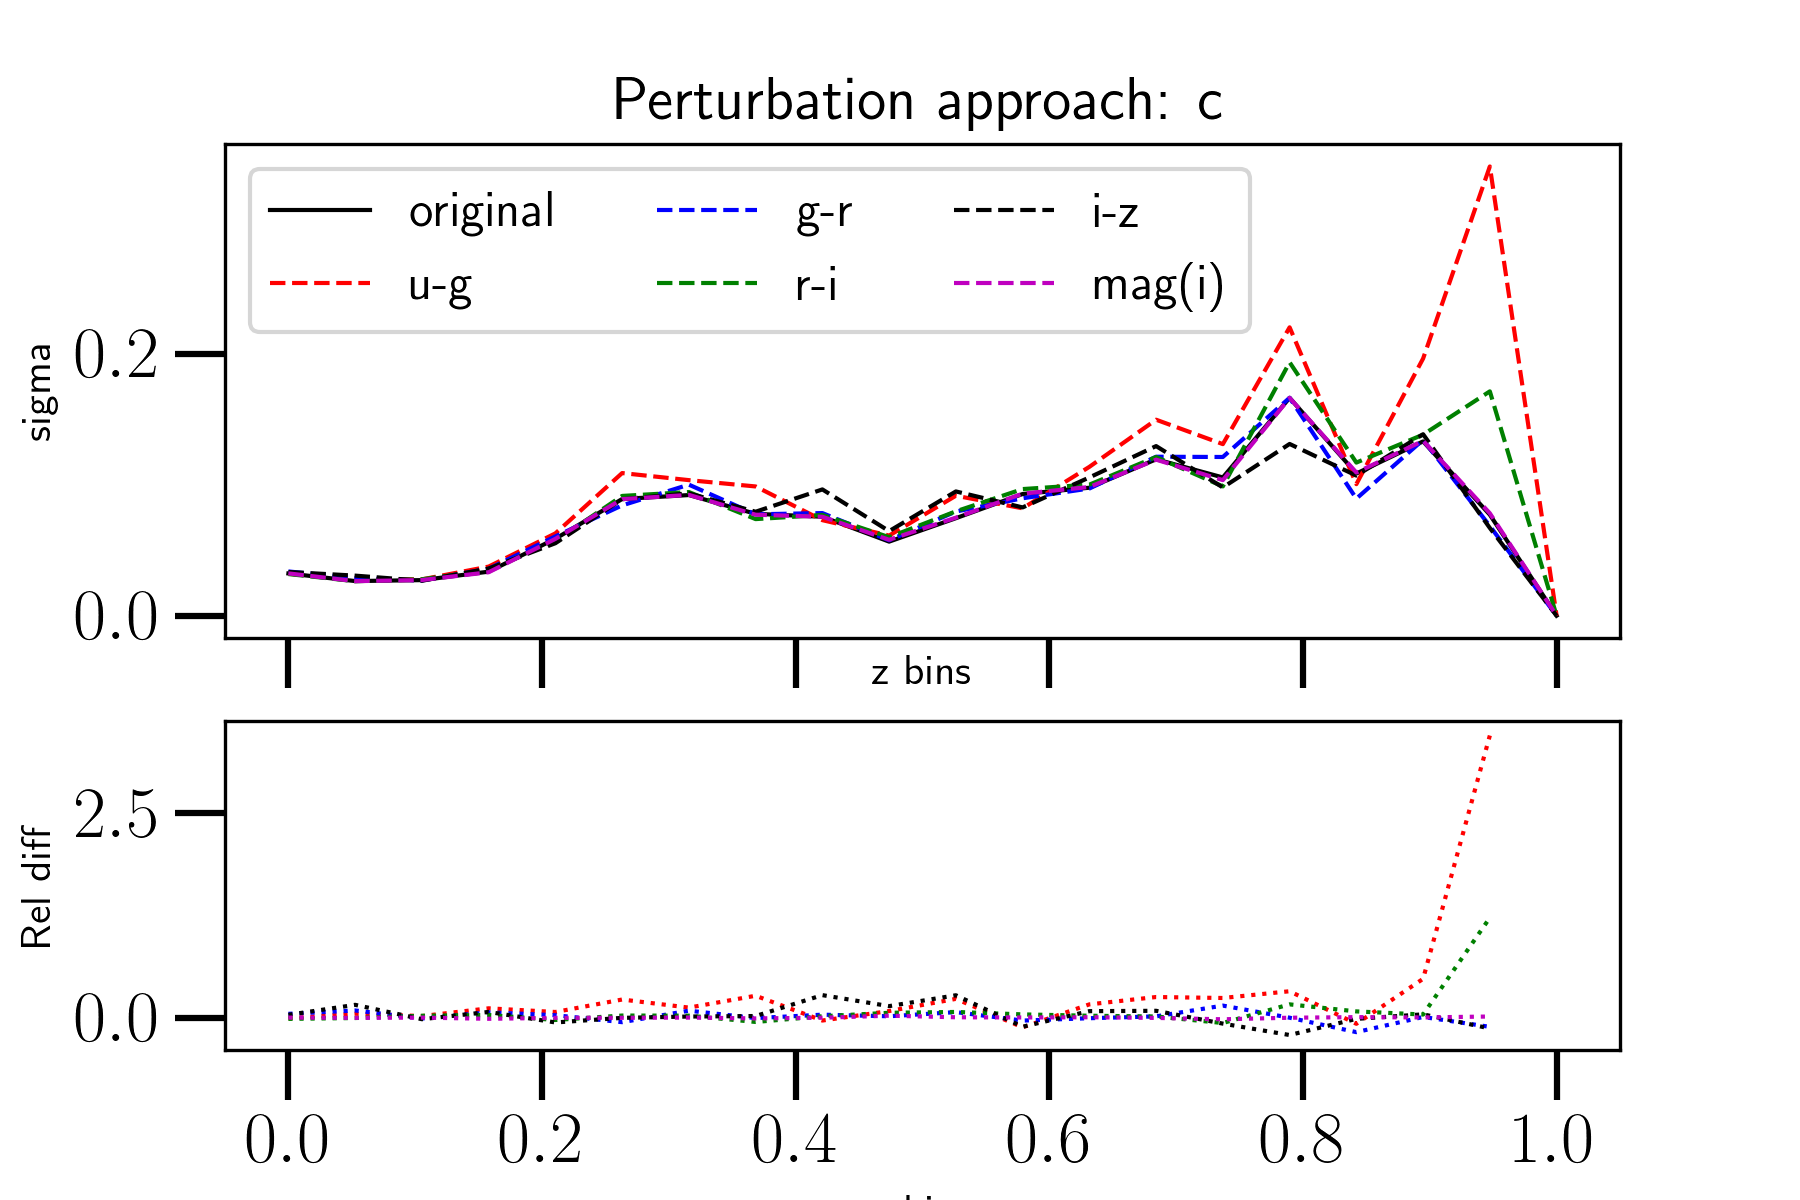 Perturbation approach: c
original
g-r
i-z
u-g
r-i
mag(i)
0.2
sigma
0.0
z bins
2.5
Rel diff
0.0
0.0 0.2 0.4 0.6 0.8 1.0